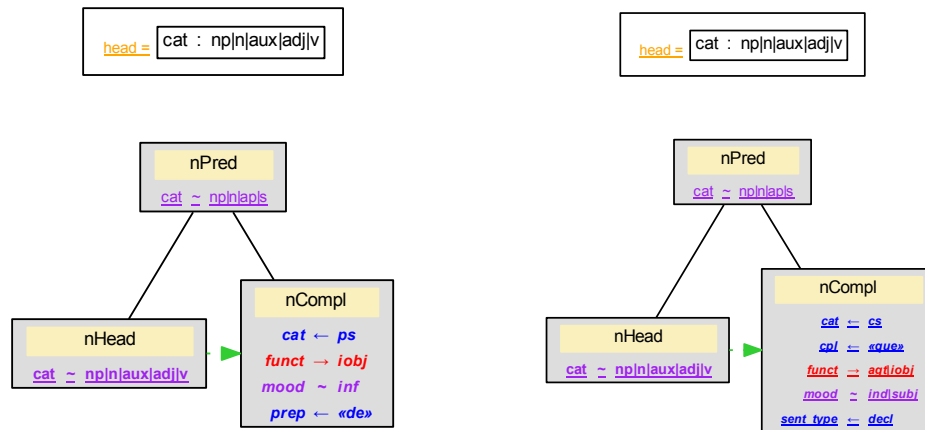 head = cat : np|n|aux|adj|v
nPred
cat ~ np|n|ap|s
nHead
cat ~ np|n|aux|adj|v
nCompl
cat ← ps
funct → iobj
mood ~ inf
prep ← «de»
head = cat : np|n|aux|adj|v
nPred
cat ~ np|n|ap|s
nHead
cat ~ np|n|aux|adj|v
nCompl
cat ← cs
cpl ← «que»
funct → agt|iobj
mood ~ ind|subj
sent_type ← decl